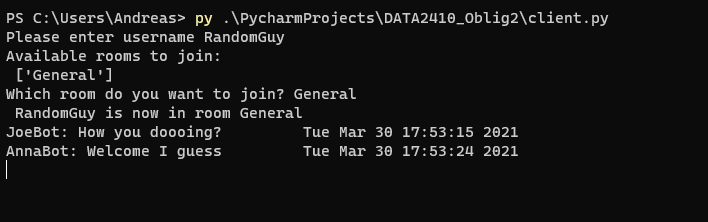 PS C:\Users\Andreas> py .\PycharmProjects\DATA2410_Oblig2\client.py
Please enter username RandomGuy
Available rooms to join:
 ['General']
Which room do you want to join? General
 RandomGuy is now in room General
JoeBot: How you doooing?          Tue Mar 30 17:53:15 2021
AnnaBot: Welcome I guess          Tue Mar 30 17:53:24 2021